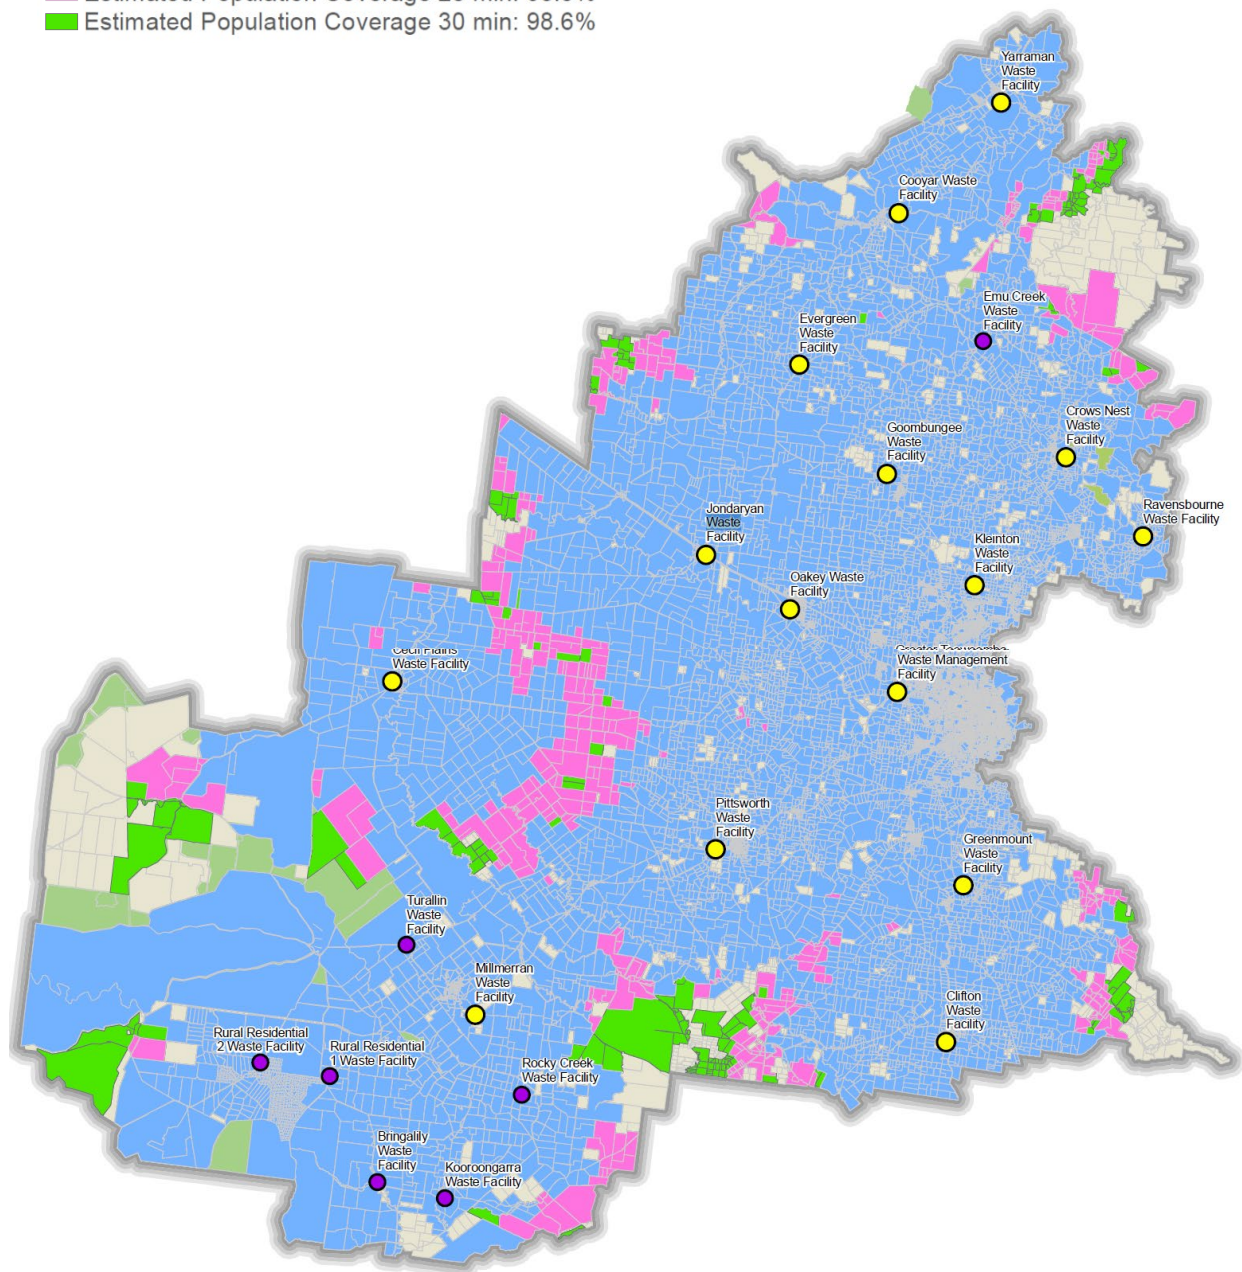 Estimated Population Coverage 30 min: 98.6%
Yarraman
Waste
Facility
Cooyar Waste
Facility
Emu Creek
Waste
Facility
Evergreen
Waste
Facility
Crows Nest
Waste
Facility
Goombungee
Waste
Facility
Ravensbourne
Waste Facility
Jondaryan
Waste
Facility
Kleinton
Waste
Facility
Oakey Waste
Facility
Cecil Plains
Waste Facility
Waste Management
Facility
Pittsworth
Waste
Facility
Greenmount
Waste
Facility
Turallin
Waste
Facility
Millmerran
Waste
Facility
Clifton
Waste
Facility
Rural Residential
2 Waste Facility
Rural Residential
1 Waste Facility
Rocky Creek
Waste Facility
Bringalily
Waste
Facility
Kooroongarra
Waste Facility